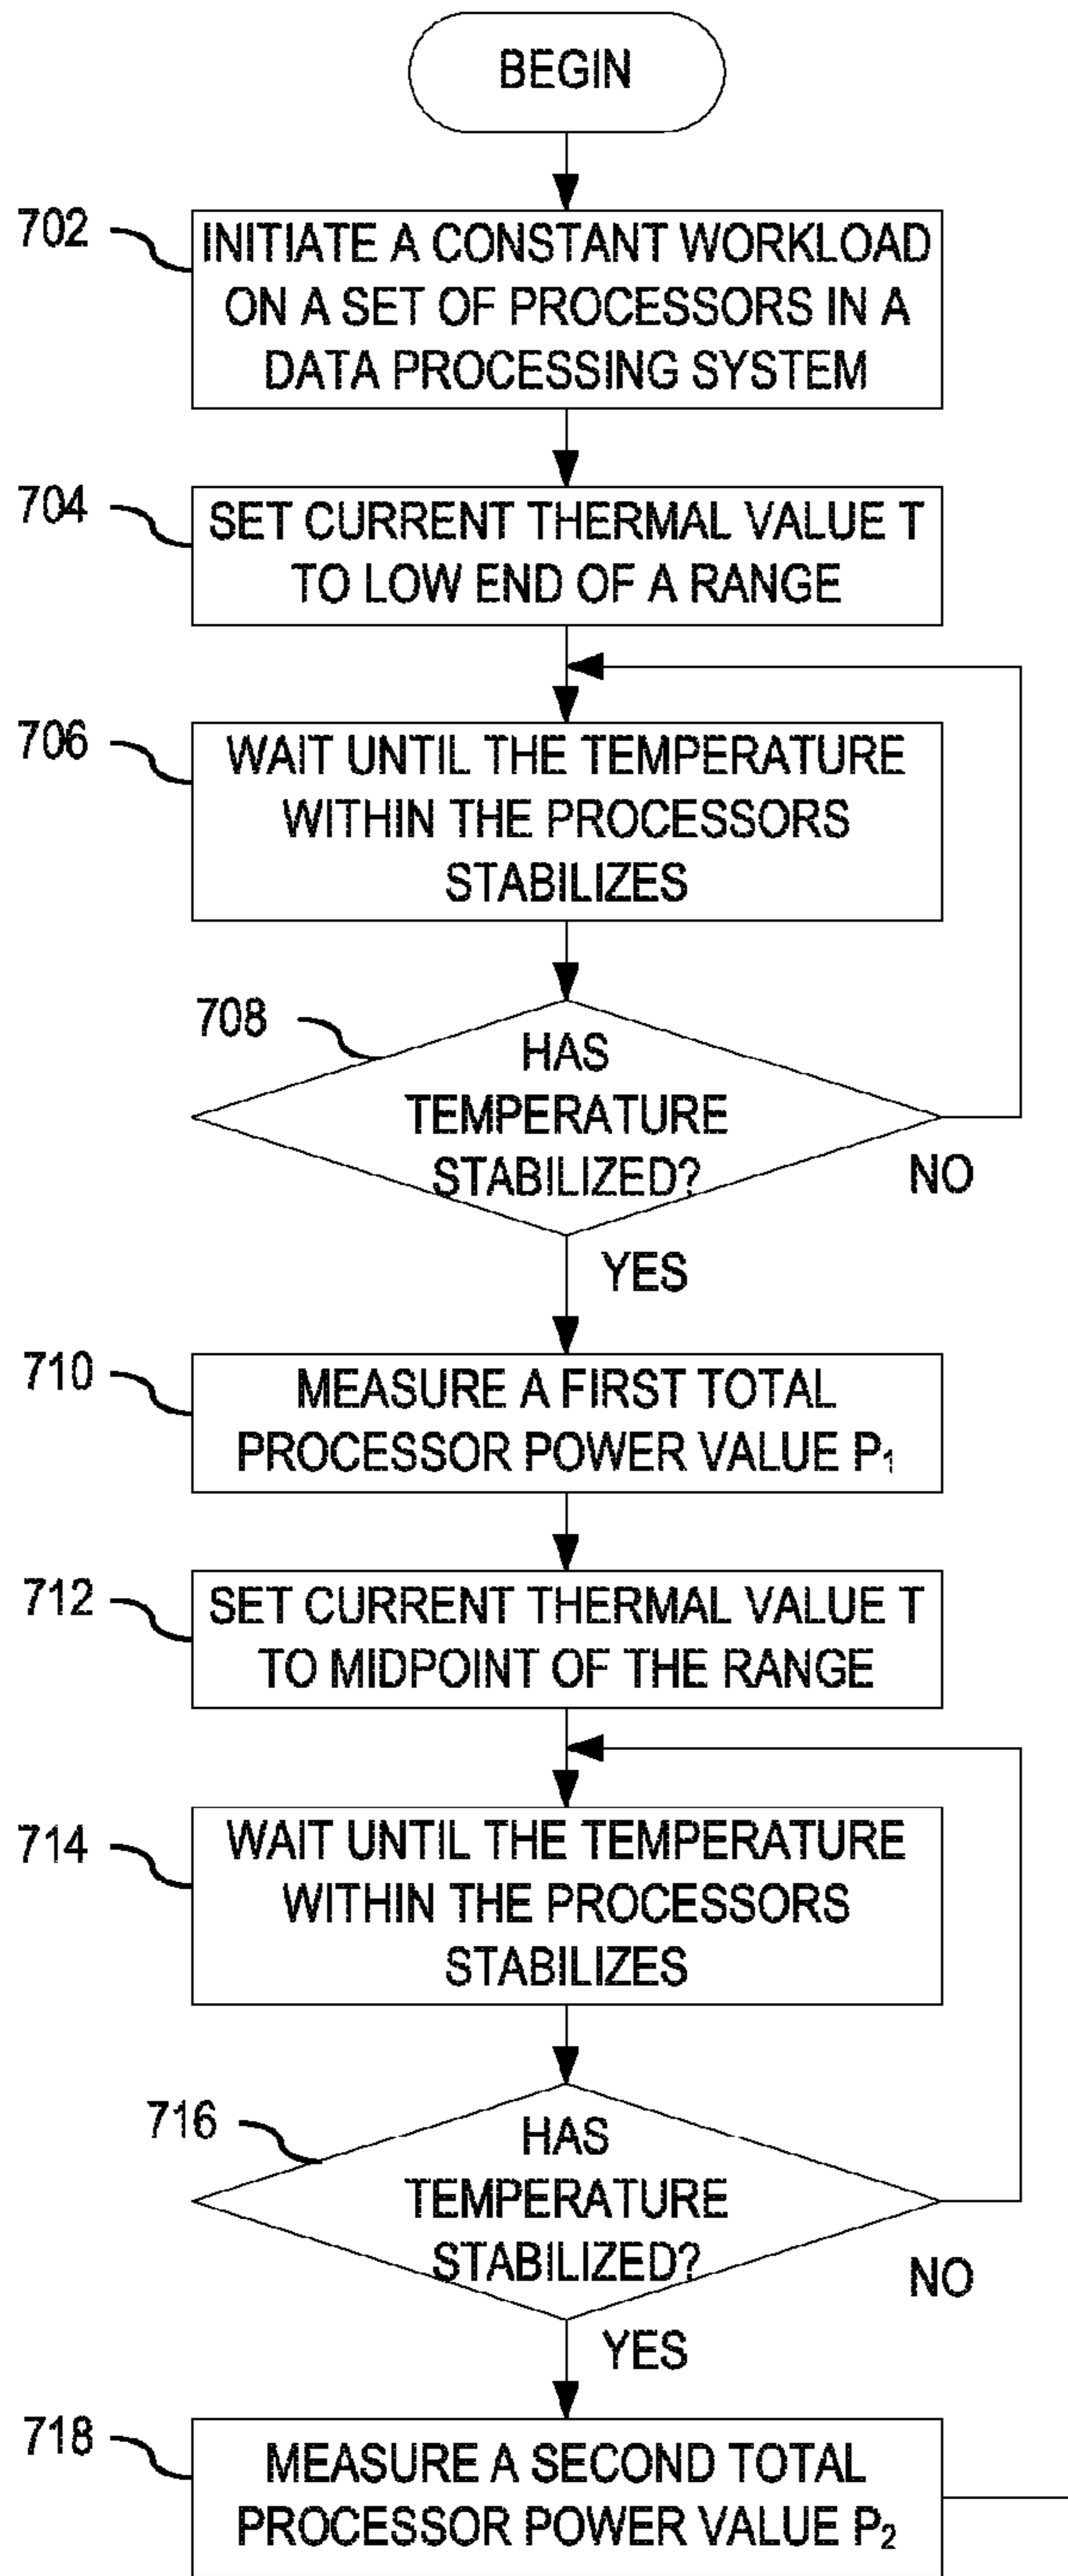 BEGIN
702
INITIATE A CONSTANT WORKLOAD
ON A SET OF PROCESSORS IN A
DATA PROCESSING SYSTEM
704
SET CURRENT THERMAL VALUE T
TO LOW END OF A RANGE
706
WAIT UNTIL THE TEMPERATURE
WITHIN THE PROCESSORS
STABILIZES
708
HAS
TEMPERATURE
STABILIZED?
NO
YES
710
MEASURE A FIRST TOTAL
PROCESSOR POWER VALUE P₁
712
SET CURRENT THERMAL VALUE T
TO MIDPOINT OF THE RANGE
714
WAIT UNTIL THE TEMPERATURE
WITHIN THE PROCESSORS
STABILIZES
716
HAS
TEMPERATURE
STABILIZED?
NO
YES
718
MEASURE A SECOND TOTAL
PROCESSOR POWER VALUE P₂